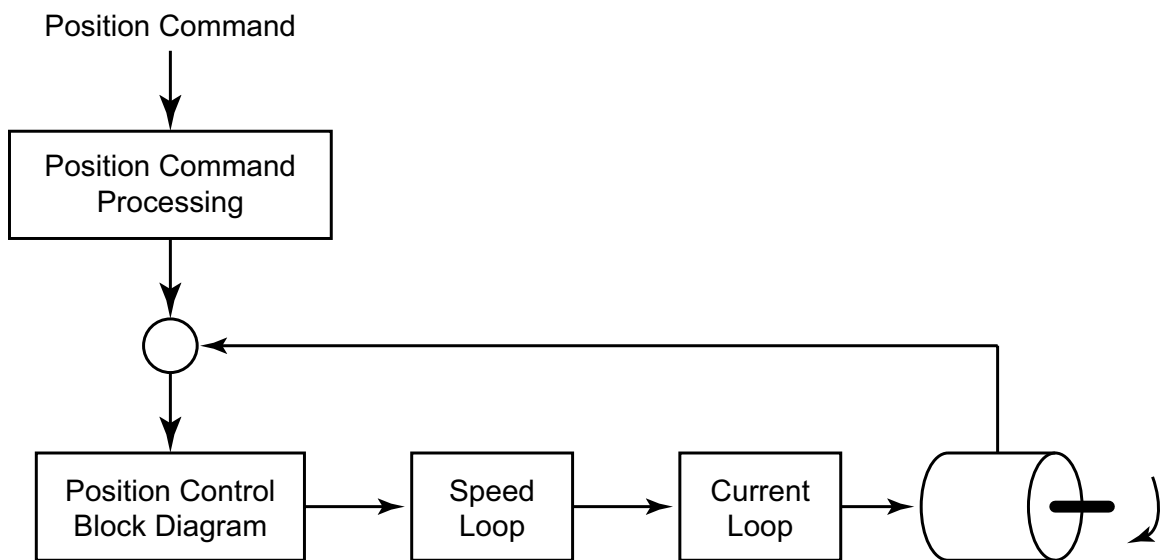 Position Command
Position Command
Processing
Position Control
Block Diagram
Speed
Loop
Current
Loop